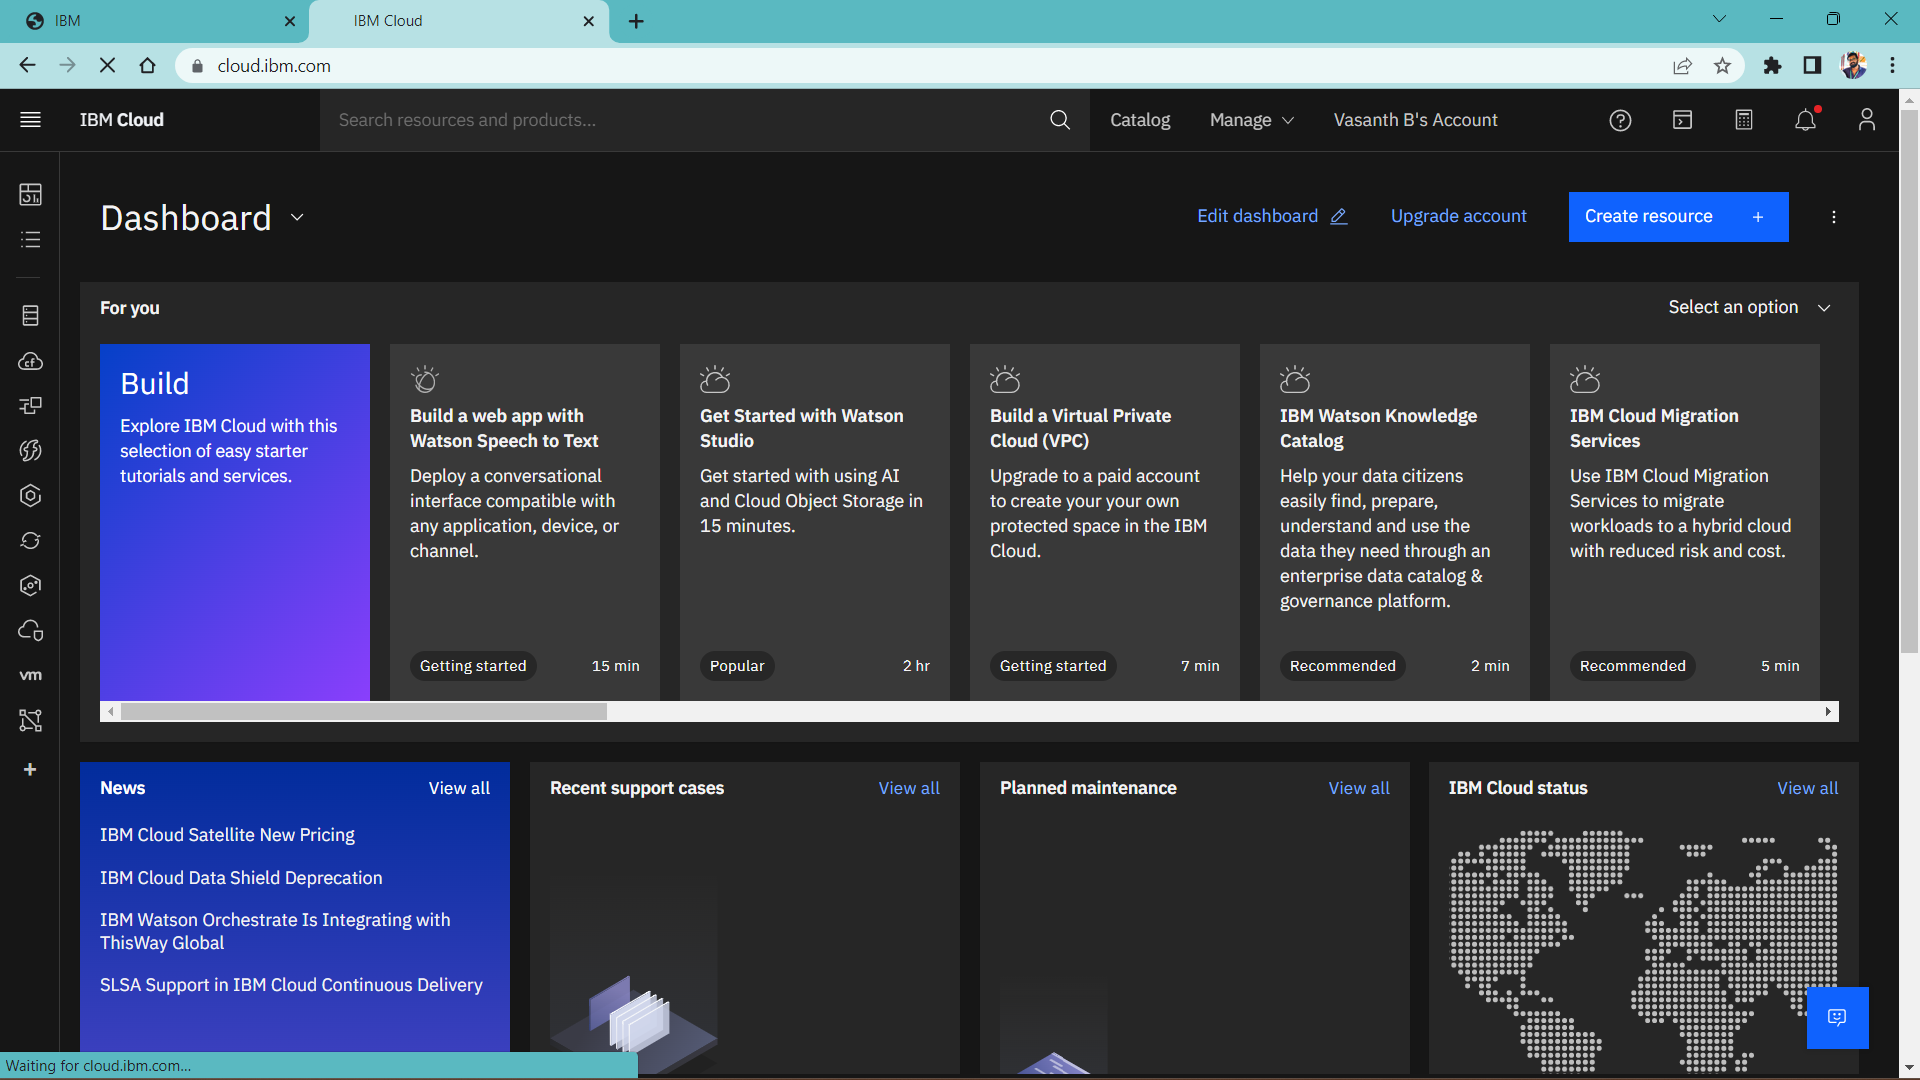 IBM
IBM Cloud
cloud.ibm.com
IBM Cloud
Search resources and products...
Catalog
Manage
Vasanth B's Account
Dashboard
Edit dashboard
Upgrade account
Create resource +
For you
Select an option
Build
Explore IBM Cloud with this
selection of easy starter
tutorials and services.
Build a web app with
Watson Speech to Text
Deploy a conversational
interface compatible with
any application, device, or
channel.
Getting started
15 min
Get Started with Watson
Studio
Get started with using AI
and Cloud Object Storage in
15 minutes.
Popular
2 hr
Build a Virtual Private
Cloud (VPC)
Upgrade to a paid account
to create your your own
protected space in the IBM
Cloud.
Getting started
7 min
IBM Watson Knowledge
Catalog
Help your data citizens
easily find, prepare,
understand and use the
data they need through an
enterprise data catalog &
governance platform.
Recommended
2 min
IBM Cloud Migration
Services
Use IBM Cloud Migration
Services to migrate
workloads to a hybrid cloud
with reduced risk and cost.
Recommended
5 min
vm
News
View all
IBM Cloud Satellite New Pricing
IBM Cloud Data Shield Deprecation
IBM Watson Orchestrate Is Integrating with
ThisWay Global
SLSA Support in IBM Cloud Continuous Delivery
Recent support cases
View all
Planned maintenance
View all
IBM Cloud status
View all
Waiting for cloud.ibm.com...